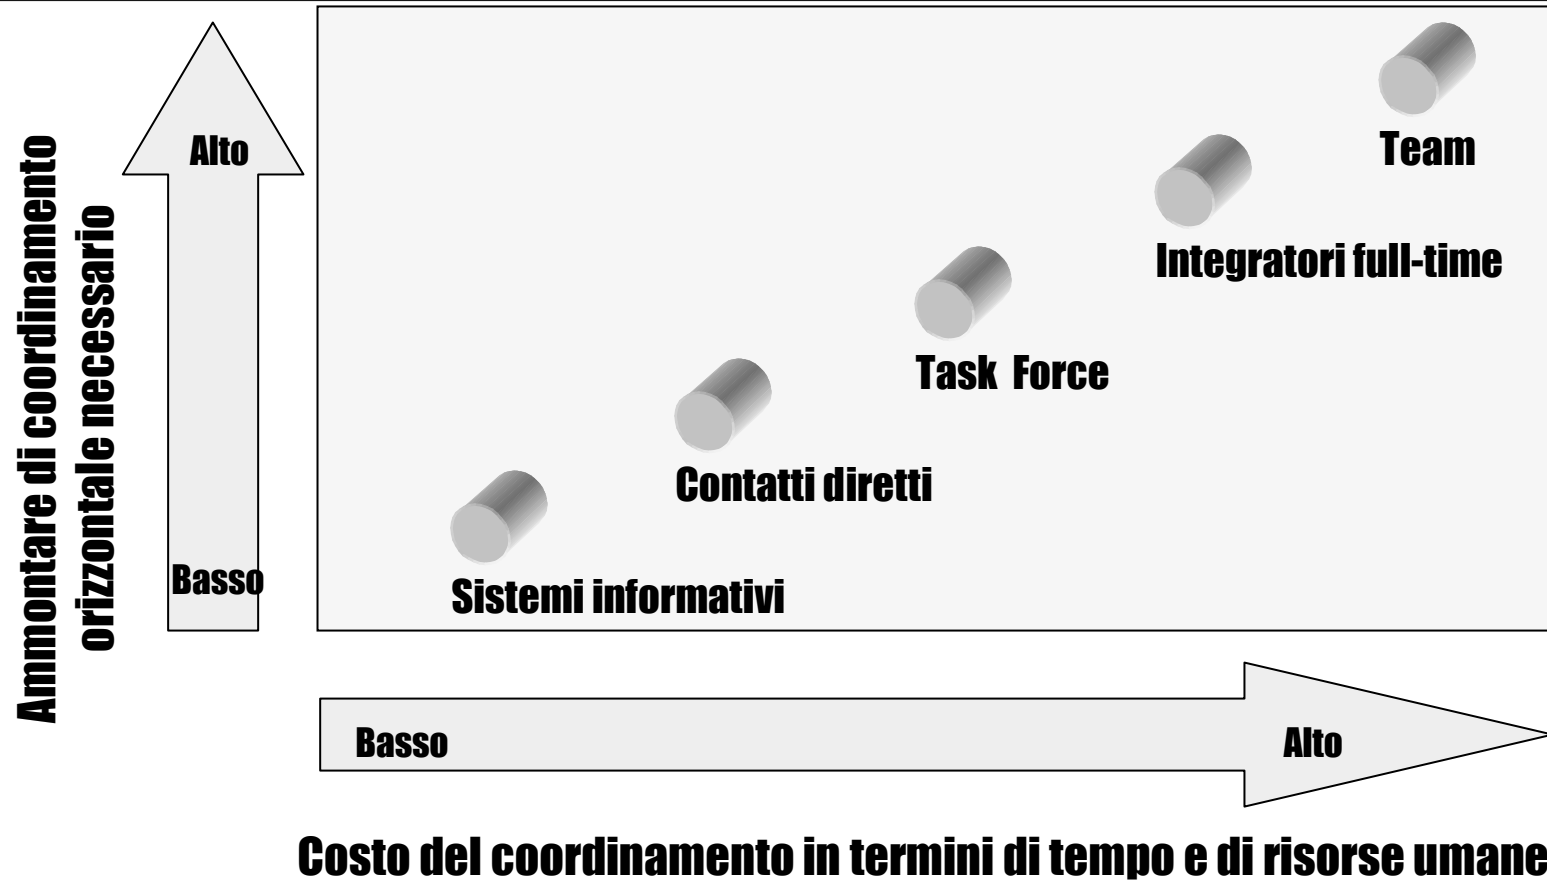 Ammontare di coordinamento
orizzontale necessario
Alto
Basso
Team
Integratori full-time
Task Force
Contatti diretti
Sistemi informativi
Basso
Alto
Costo del coordinamento in termini di tempo e di risorse umane